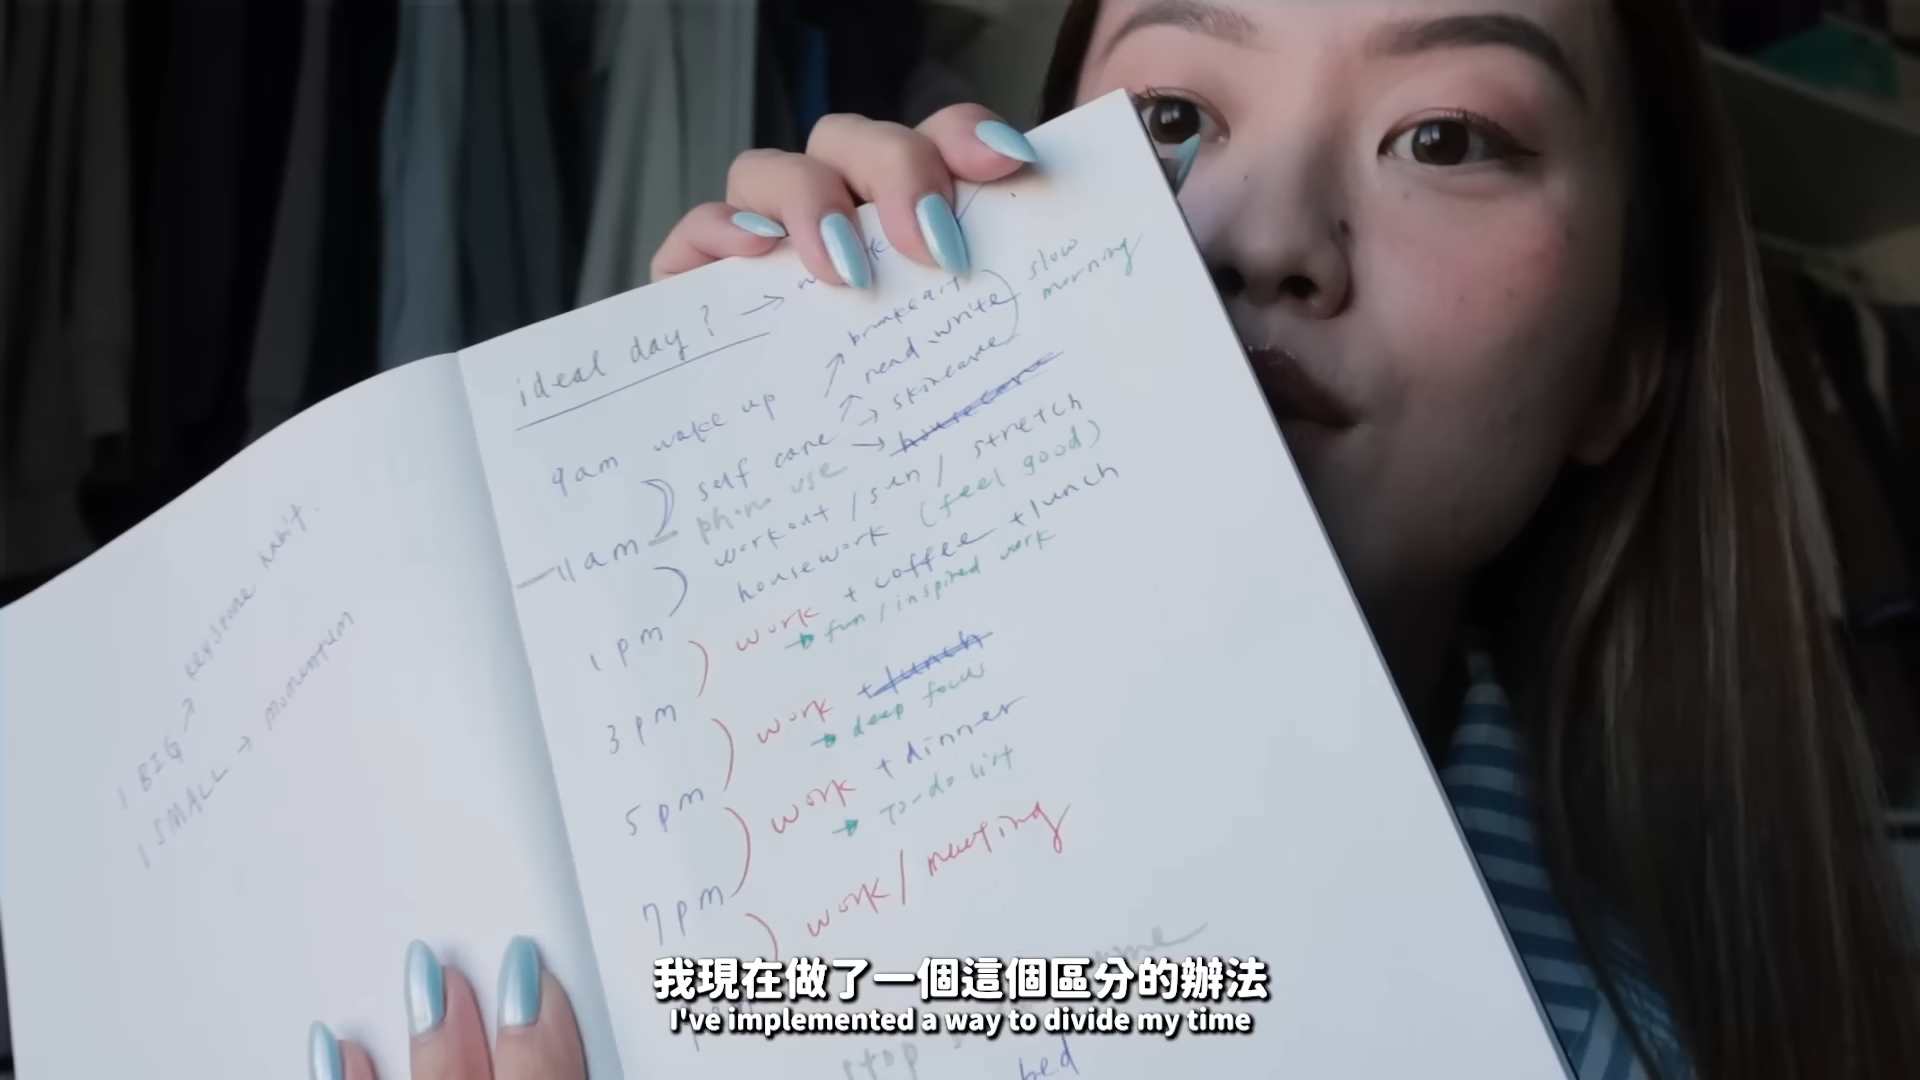 1 BIG → keystone habit.
1 SMALL → momentum
ideal day? →
9am wake up
breakfast
read, write
slow morning
skincare
self care
phone use
11am
workout / sun / stretch
housework (feel good)
1pm
work + coffee + lunch
→ fun / inspired work
3pm
work + lunch
→ deep focus
5pm
work + dinner
→ to-do list
7pm
work / meeting
stop
bed
我現在做了一個這個區分的辦法
I've implemented a way to divide my time